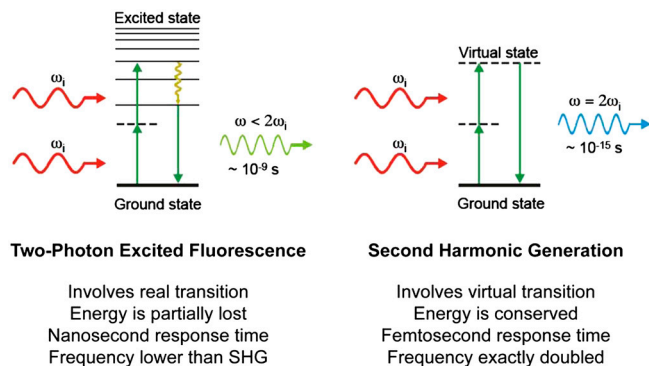 Excited state
ωi
ωi
ω < 2ωi
~ 10-9 s
Ground state
Two-Photon Excited Fluorescence
Involves real transition
Energy is partially lost
Nanosecond response time
Frequency lower than SHG
Virtual state
ωi
ωi
ω = 2ωi
~ 10-15 s
Ground state
Second Harmonic Generation
Involves virtual transition
Energy is conserved
Femtosecond response time
Frequency exactly doubled